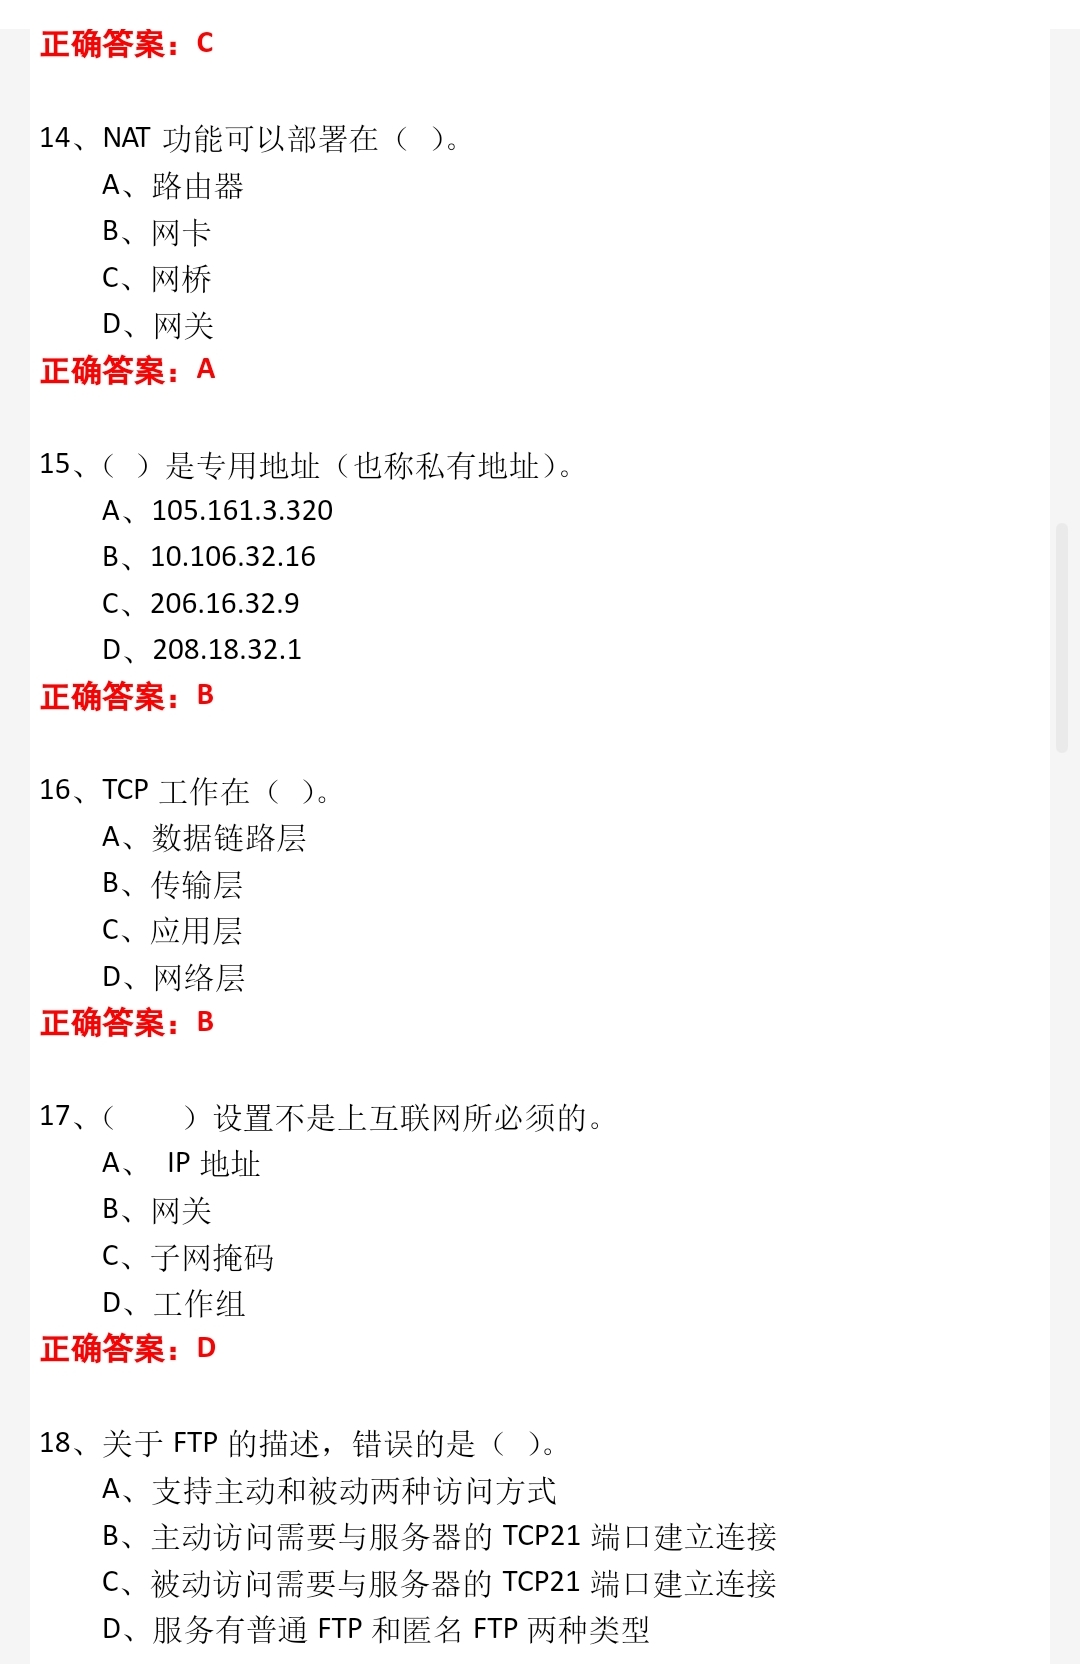 正确答案：C
14、NAT 功能可以部署在（ ）。
A、路由器
B、网卡
C、网桥
D、网关
正确答案：A
15、（ ）是专用地址（也称私有地址）。
A、105.161.3.320
B、10.106.32.16
C、206.16.32.9
D、208.18.32.1
正确答案：B
16、TCP 工作在（ ）。
A、数据链路层
B、传输层
C、应用层
D、网络层
正确答案：B
17、（ ）设置不是上互联网所必须的。
A、 IP 地址
B、网关
C、子网掩码
D、工作组
正确答案：D
18、关于 FTP 的描述，错误的是（ ）。
A、支持主动和被动两种访问方式
B、主动访问需要与服务器的 TCP21 端口建立连接
C、被动访问需要与服务器的 TCP21 端口建立连接
D、服务有普通 FTP 和匿名 FTP 两种类型